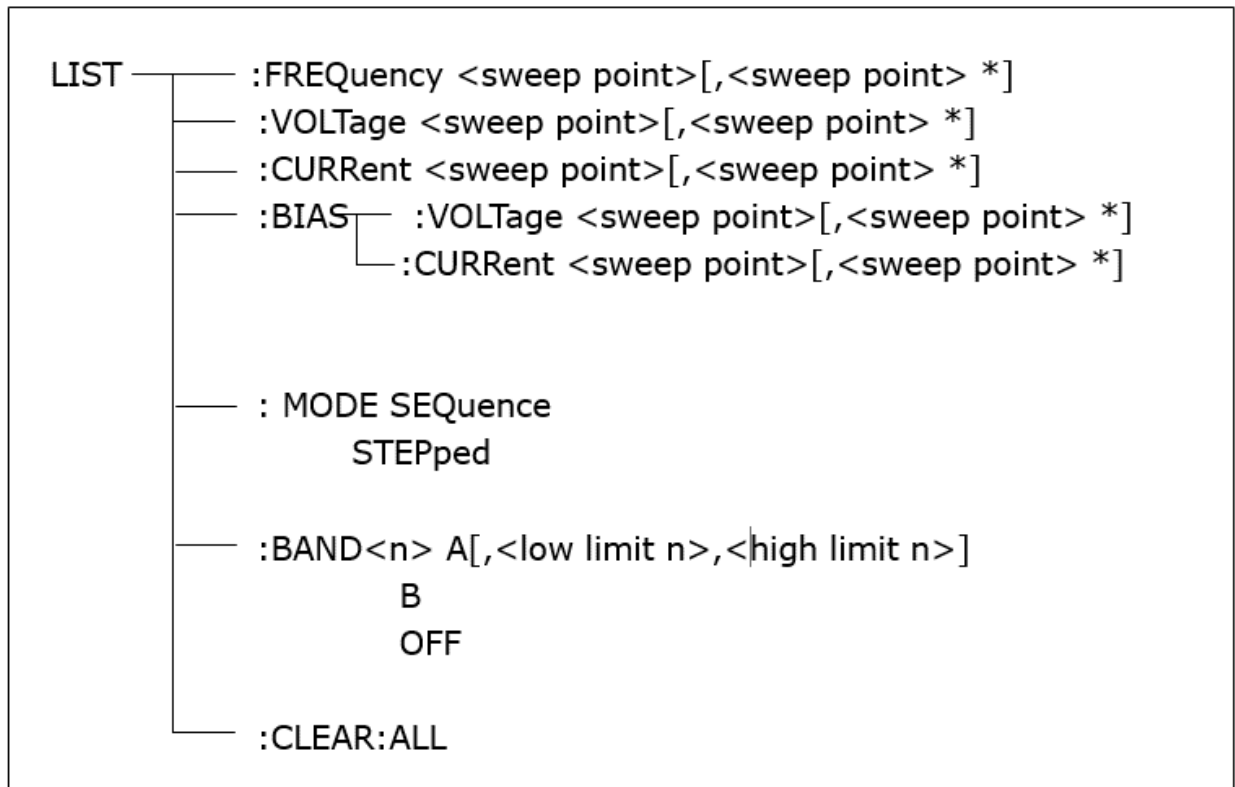 LIST :FREQuency <sweep point>[,<sweep point> *]
:VOLTage <sweep point>[,<sweep point> *]
:CURRent <sweep point>[,<sweep point> *]
:BIAS :VOLTage <sweep point>[,<sweep point> *]
:CURRent <sweep point>[,<sweep point> *]
: MODE SEQuence
STEPped
:BAND<n> A[,<low limit n>,<high limit n>]
B
OFF
:CLEAR:ALL